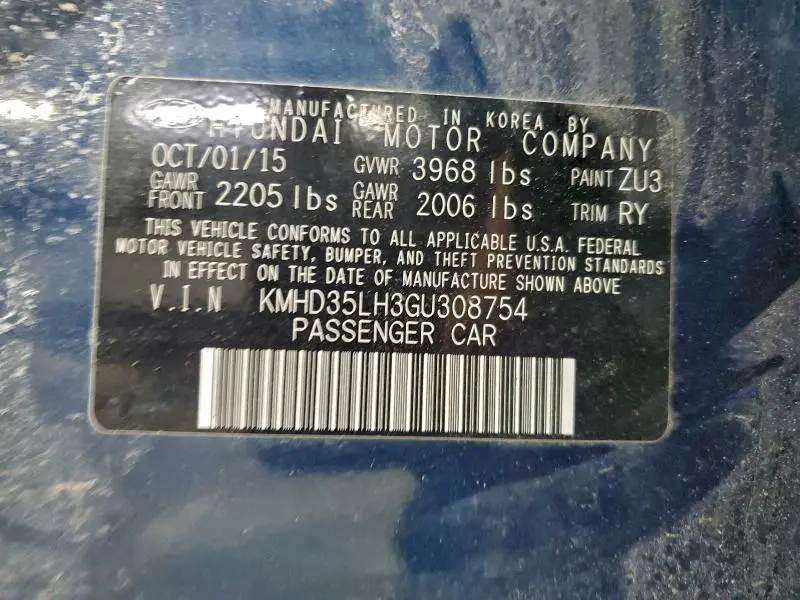 MANUFACTURED IN KOREA BY
HYUNDAI MOTOR COMPANY
OCT/01/15 GVWR 3968 lbs PAINT ZU3
GAWR FRONT 2205 lbs GAWR REAR 2006 lbs TRIM RY
THIS VEHICLE CONFORMS TO ALL APPLICABLE U.S.A. FEDERAL
MOTOR VEHICLE SAFETY, BUMPER, AND THEFT PREVENTION STANDARDS
IN EFFECT ON THE DATE OF MANUFACTURE SHOWN ABOVE
V.I.N KMHD35LH3GU308754
PASSENGER CAR